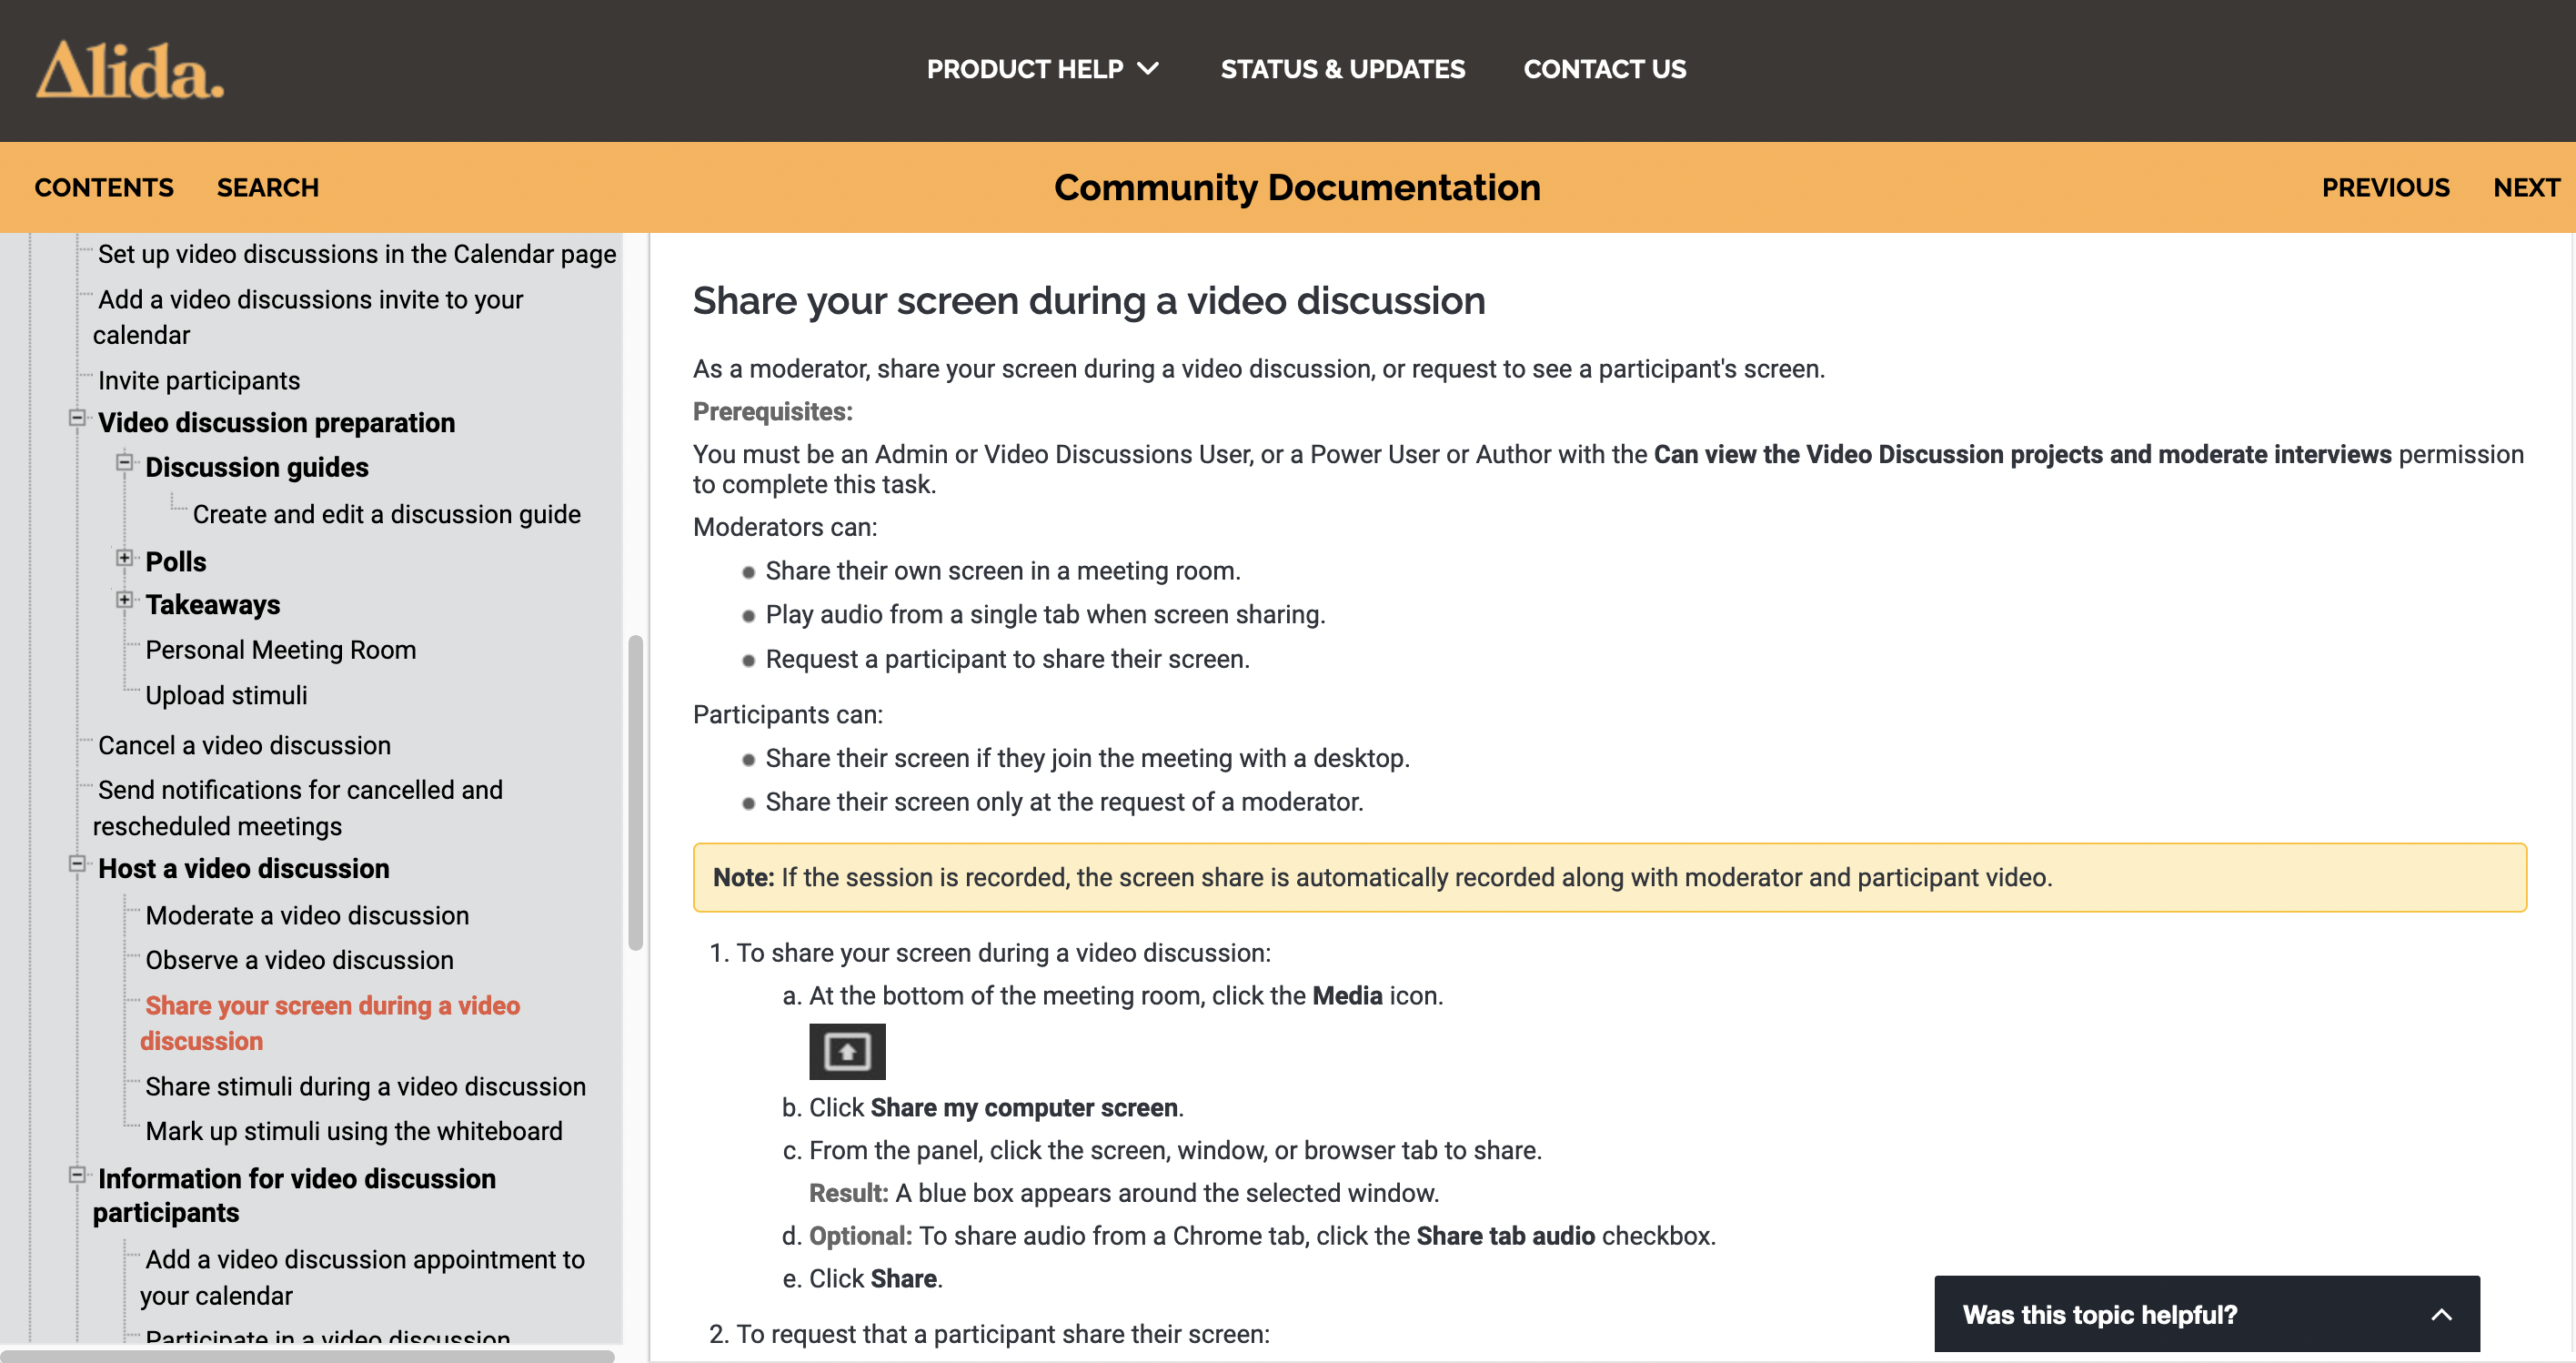 Alida.
PRODUCT HELP
STATUS & UPDATES
CONTACT US
CONTENTS
SEARCH
Community Documentation
PREVIOUS
NEXT
Set up video discussions in the Calendar page
Add a video discussions invite to your
calendar
Invite participants
Video discussion preparation
Discussion guides
Create and edit a discussion guide
Polls
Takeaways
Personal Meeting Room
Upload stimuli
Cancel a video discussion
Send notifications for cancelled and
rescheduled meetings
Host a video discussion
Moderate a video discussion
Observe a video discussion
Share your screen during a video
discussion
Share stimuli during a video discussion
Mark up stimuli using the whiteboard
Information for video discussion
participants
Add a video discussion appointment to
your calendar
Participate in a video discussion
Share your screen during a video discussion
As a moderator, share your screen during a video discussion, or request to see a participant's screen.
Prerequisites:
You must be an Admin or Video Discussions User, or a Power User or Author with the Can view the Video Discussion projects and moderate interviews permission
to complete this task.
Moderators can:
Share their own screen in a meeting room.
Play audio from a single tab when screen sharing.
Request a participant to share their screen.
Participants can:
Share their screen if they join the meeting with a desktop.
Share their screen only at the request of a moderator.
Note: If the session is recorded, the screen share is automatically recorded along with moderator and participant video.
1. To share your screen during a video discussion:
a. At the bottom of the meeting room, click the Media icon.
b. Click Share my computer screen.
c. From the panel, click the screen, window, or browser tab to share.
Result: A blue box appears around the selected window.
d. Optional: To share audio from a Chrome tab, click the Share tab audio checkbox.
e. Click Share.
2. To request that a participant share their screen:
Was this topic helpful?